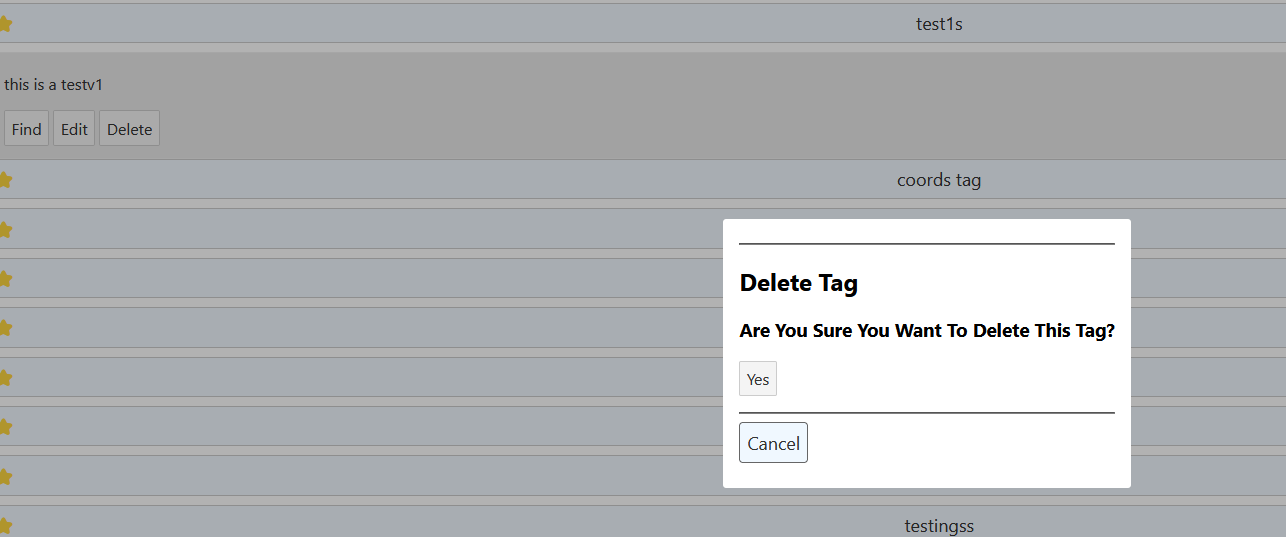 test1s
this is a testv1
Find Edit Delete
coords tag
Delete Tag
Are You Sure You Want To Delete This Tag?
Yes
Cancel
testingss